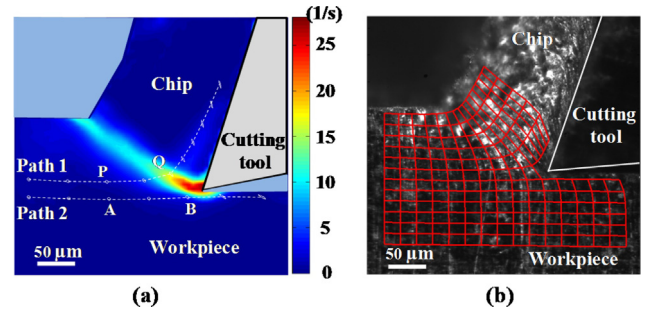 (1/s)
Chip
25
20
Cutting
tool
15
Path 1
P
Q
10
Path 2
A
B
5
50 µm
Workpiece
0
(a)
Chip
Cutting
tool
50 µm
Workpiece
(b)